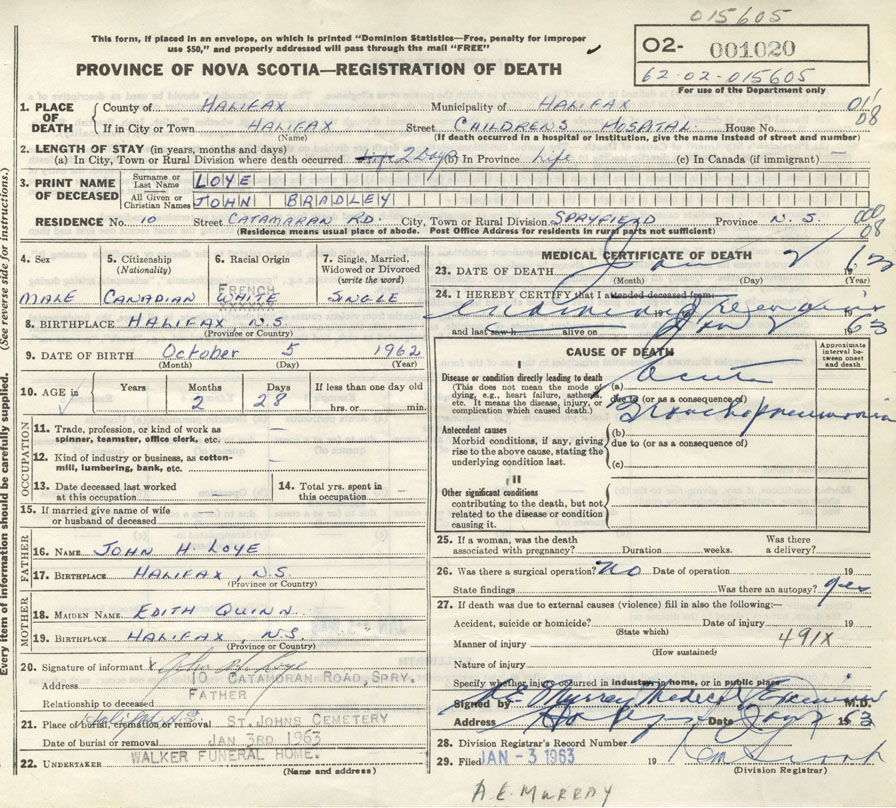 015605
This form, if placed in an envelope, on which is printed "Dominion Statistics—Free, penalty for improper
use $50," and properly addressed will pass through the mail "FREE"
PROVINCE OF NOVA SCOTIA—REGISTRATION OF DEATH
O2- 001020
62-02-015605
For use of the Department only
1. PLACE OF DEATH
County of HALIFAX Municipality of HALIFAX 01/
If in City or Town HALIFAX Street CHILDREN'S HOSPITAL House No. 08
(Name) (If death occurred in a hospital or institution, give the name instead of street and number)
2. LENGTH OF STAY (in years, months and days)
(a) In City, Town or Rural Division where death occurred Life 2 Days (b) In Province Life (c) In Canada (if immigrant) —
3. PRINT NAME OF DECEASED
Surname or Last Name LOYE
All Given or Christian Names JOHN BRADLEY
RESIDENCE No. 10 Street CATAMARAN RD. City, Town or Rural Division SPRYFIELD Province N.S. 000
(Residence means usual place of abode. Post Office Address for residents in rural parts not sufficient) 08
4. Sex
MALE
5. Citizenship
(Nationality)
CANADIAN
6. Racial Origin
FRENCH
WHITE
7. Single, Married,
Widowed or Divorced
(write the word)
SINGLE
8. BIRTHPLACE HALIFAX N.S.
(Province or Country)
9. DATE OF BIRTH October 5 1962
(Month) (Day) (Year)
10. AGE in
Years Months Days If less than one day old
2 28 hrs. or min.
OCCUPATION
11. Trade, profession, or kind of work as
spinner, teamster, office clerk, etc. —
12. Kind of industry or business, as cotton-
mill, lumbering, bank, etc. —
13. Date deceased last worked
at this occupation —
14. Total yrs. spent in
this occupation —
15. If married give name of wife
or husband of deceased —
FATHER
16. NAME JOHN H. LOYE
17. BIRTHPLACE HALIFAX, N.S.
(Province or Country)
MOTHER
18. MAIDEN NAME EDITH QUINN
19. BIRTHPLACE HALIFAX, N.S.
(Province or Country)
20. Signature of informant x John H. Loye
Address 10 CATAMORAN ROAD, SPRY.
Relationship to deceased FATHER
21. Place of burial, cremation or removal Halifax N.S. ST. JOHNS CEMETERY
Date of burial or removal JAN 3RD 1963
22. UNDERTAKER WALKER FUNERAL HOME.
(Name and address)
MEDICAL CERTIFICATE OF DEATH
23. DATE OF DEATH Jan 2 1963
(Month) (Day) (Year)
24. I HEREBY CERTIFY that I attended deceased from
19
and last saw h alive on Jan 2 1963
CAUSE OF DEATH
Approximate
interval be-
tween onset
and death
I
Disease or condition directly leading to death
(This does not mean the mode of
dying, e.g., heart failure, asthenia,
etc. It means the disease, injury, or
complication which caused death.)
(a) Acute
due to (or as a consequence of)
Bronchopneumonia
Antecedent causes
Morbid conditions, if any, giving
rise to the above cause, stating the
underlying condition last.
(b)
due to (or as a consequence of)
(c)
II
Other significant conditions
contributing to the death, but not
related to the disease or condition
causing it.
25. If a woman, was the death
associated with pregnancy? Duration weeks. Was there
a delivery?
26. Was there a surgical operation? No Date of operation 19
State findings Was there an autopsy? yes
27. If death was due to external causes (violence) fill in also the following:—
Accident, suicide or homicide? Date of injury 19
(State which)
Manner of injury 491X
(How sustained)
Nature of injury
Specify whether injury occurred in industry, in home, or in public place
Signed by A E Murray Medical Examiner M.D.
Address Date Jan 2 1963
28. Division Registrar's Record Number
29. Filed JAN - 3 1963 19
(Division Registrar)
A.E. MURRAY
(See reverse side for instructions.)
Every item of information should be carefully supplied.